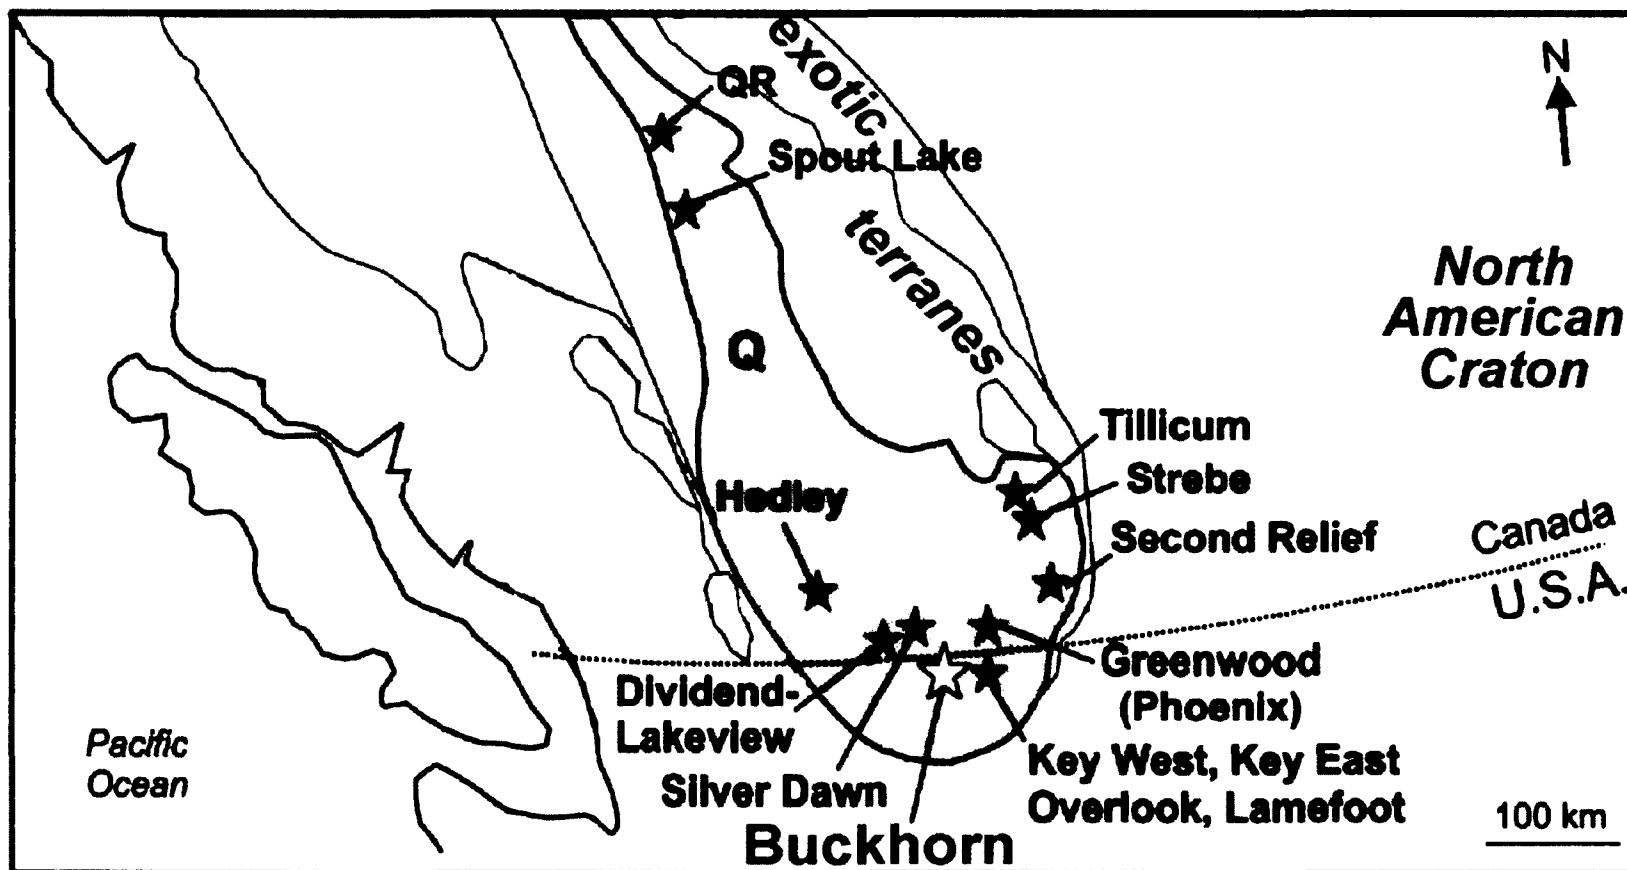 exotic
terranes
N
QR
Spout Lake
North
American
Craton
Q
Tillicum
Strebe
Hedley
Second Relief
Canada
U.S.A.
Greenwood
(Phoenix)
Dividend-
Lakeview
Silver Dawn
Key West, Key East
Overlook, Lamefoot
Buckhorn
Pacific
Ocean
100 km